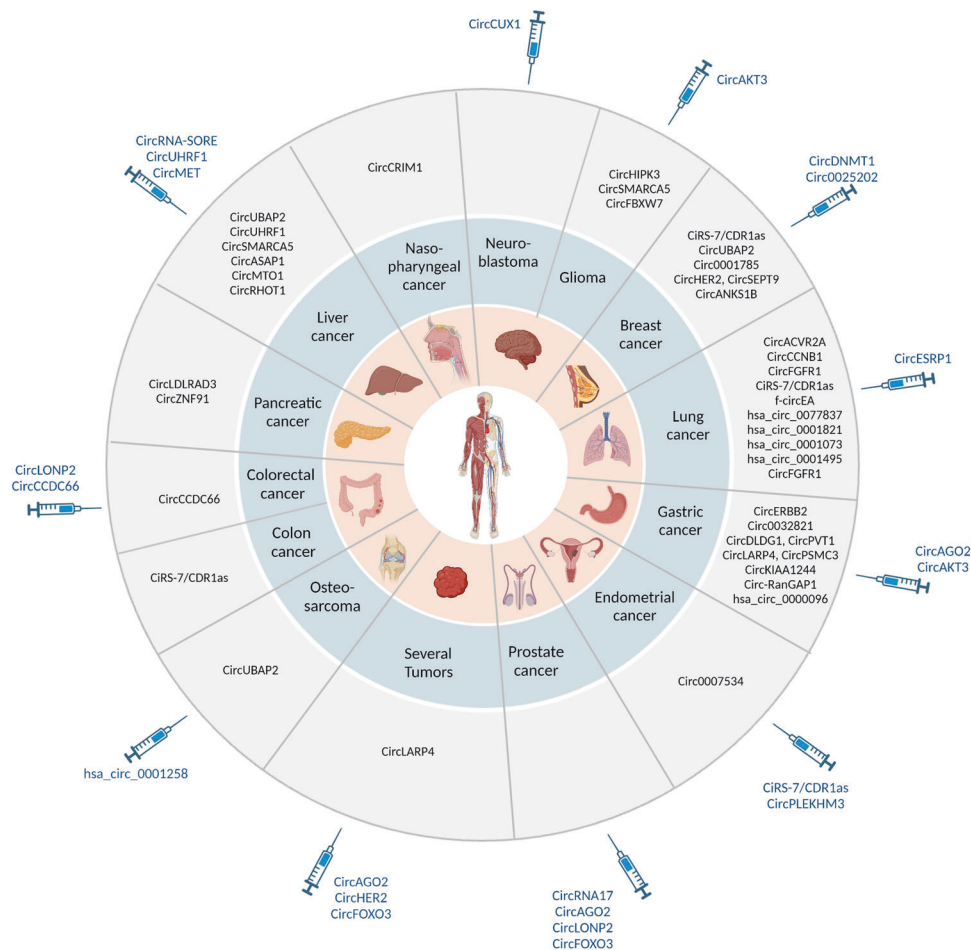 CircCUX1
CircAKT3
CircDNMT1
Circ0025202
CircESRP1
CircAGO2
CircAKT3
CiRS-7/CDR1as
CircPLEKHM3
CircRNA17
CircAGO2
CircLONP2
CircFOXO3
CircAGO2
CircHER2
CircFOXO3
hsa_circ_0001258
CircLONP2
CircCCDC66
CircRNA-SORE
CircUHRF1
CircMET
CircCRIM1
CircHIPK3
CircSMARCA5
CircFBXW7
CiRS-7/CDR1as
CircUBAP2
Circ0001785
CircHER2, CircSEPT9
CircANKS1B
CircACVR2A
CircCCNB1
CircFGFR1
CiRS-7/CDR1as
f-circEA
hsa_circ_0077837
hsa_circ_0001821
hsa_circ_0001073
hsa_circ_0001495
CircFGFR1
CircERBB2
Circ0032821
CircDLDG1, CircPVT1
CircLARP4, CircPSMC3
CircKIAA1244
Circ-RanGAP1
hsa_circ_0000096
Circ0007534
CircLARP4
CircUBAP2
CiRS-7/CDR1as
CircCCDC66
CircLDLRAD3
CircZNF91
CircUBAP2
CircUHRF1
CircSMARCA5
CircASAP1
CircMTO1
CircRHOT1
Naso-
pharyngeal
cancer
Neuro-
blastoma
Glioma
Breast
cancer
Lung
cancer
Gastric
cancer
Endometrial
cancer
Prostate
cancer
Several
Tumors
Osteo-
sarcoma
Colon
cancer
Colorectal
cancer
Pancreatic
cancer
Liver
cancer